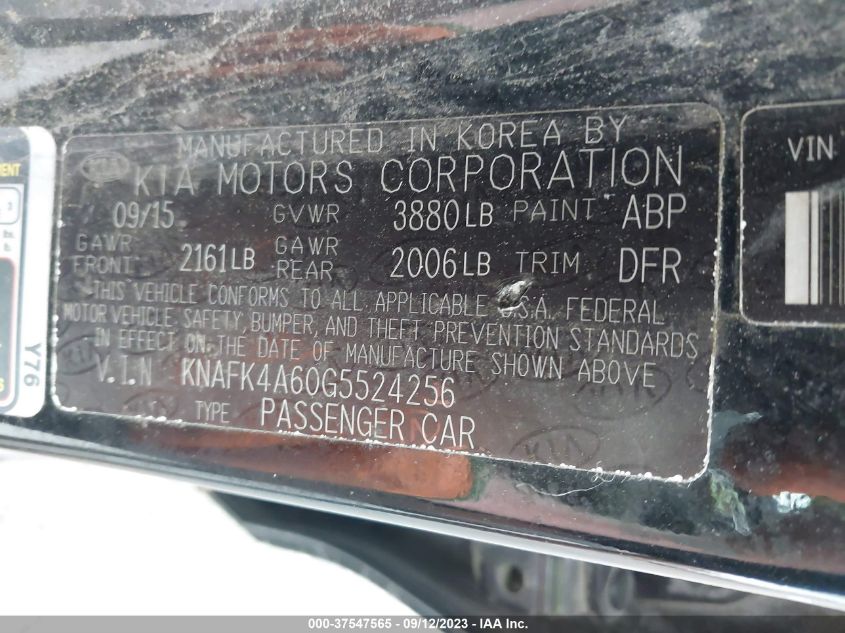 MANUFACTURED IN KOREA BY
KIA MOTORS CORPORATION
09/15 GVWR 3880LB PAINT ABP
GAWR FRONT 2161LB GAWR REAR 2006LB TRIM DFR
THIS VEHICLE CONFORMS TO ALL APPLICABLE U.S.A. FEDERAL
MOTOR VEHICLE SAFETY, BUMPER, AND THEFT PREVENTION STANDARDS
IN EFFECT ON THE DATE OF MANUFACTURE SHOWN ABOVE
V.I.N KNAFK4A60G5524256
TYPE PASSENGER CAR
VIN
Y76
000-37547565 - 09/12/2023 - IAA Inc.